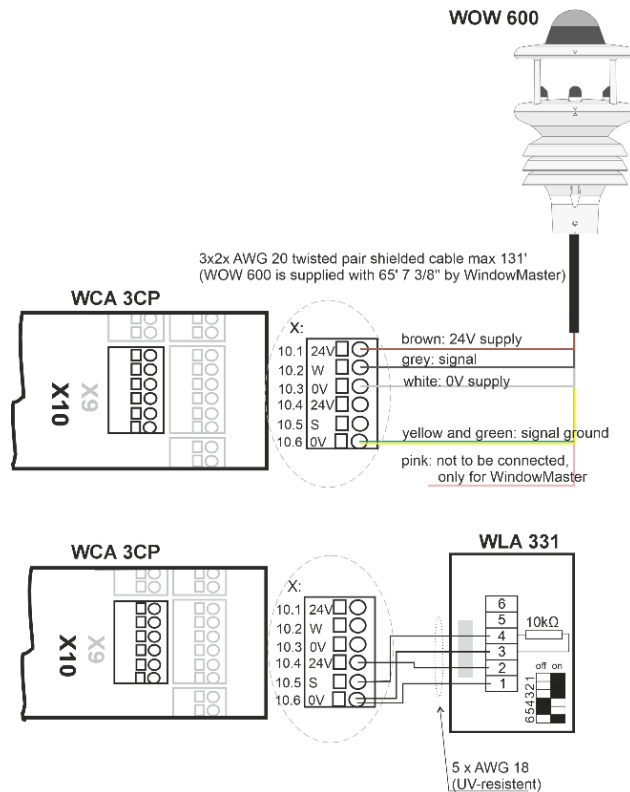 WOW 600
3x2x AWG 20 twisted pair shielded cable max 131'
(WOW 600 is supplied with 65' 7 3/8" by WindowMaster)
WCA 3CP
X10
X9
X:
10.1 24V
10.2 W
10.3 0V
10.4 24V
10.5 S
10.6 0V
brown: 24V supply
grey: signal
white: 0V supply
yellow and green: signal ground
pink: not to be connected,
only for WindowMaster
WCA 3CP
X10
X9
X:
10.1 24V
10.2 W
10.3 0V
10.4 24V
10.5 S
10.6 0V
WLA 331
6
5
4
3
2
1
10kΩ
off on
654321
5 x AWG 18
(UV-resistent)